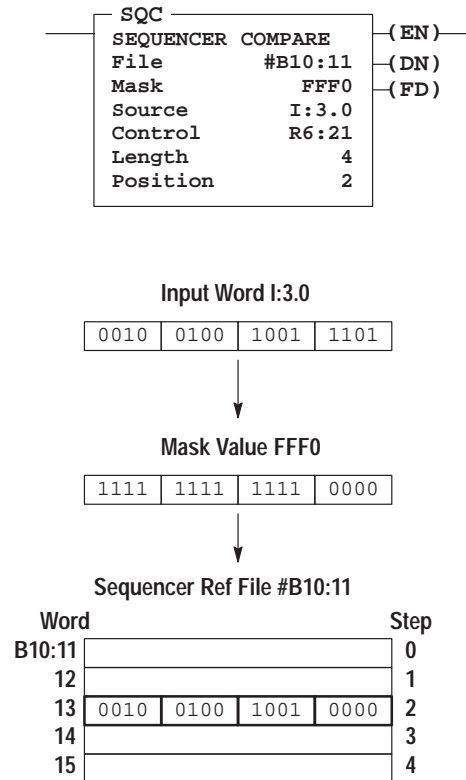 SQC
SEQUENCER COMPARE
File #B10:11
Mask FFF0
Source I:3.0
Control R6:21
Length 4
Position 2
(EN)
(DN)
(FD)
Input Word I:3.0
0010 0100 1001 1101
Mask Value FFF0
1111 1111 1111 0000
Sequencer Ref File #B10:11
Word Step
B10:11 0
12 1
13 0010 0100 1001 0000 2
14 3
15 4